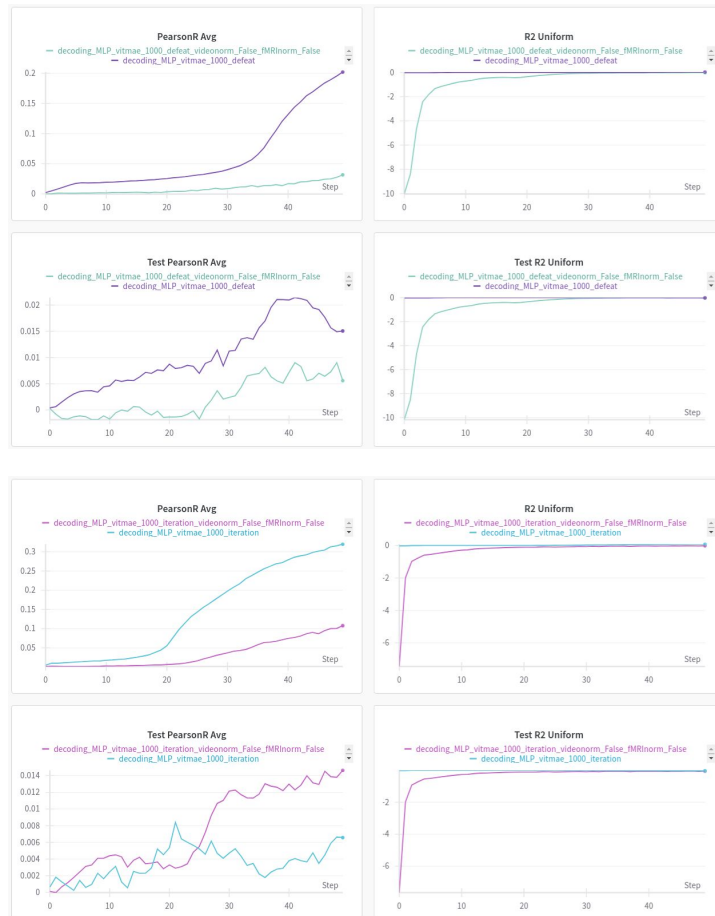 PearsonR Avg
decoding_MLP_vitmae_1000_defeat_videonorm_False_fMRInorm_False
decoding_MLP_vitmae_1000_defeat
0.2
0.15
0.1
0.05
0
Step
0 10 20 30 40
R2 Uniform
decoding_MLP_vitmae_1000_defeat_videonorm_False_fMRInorm_False
decoding_MLP_vitmae_1000_defeat
0
-2
-4
-6
-8
-10
Step
0 10 20 30 40
Test PearsonR Avg
decoding_MLP_vitmae_1000_defeat_videonorm_False_fMRInorm_False
decoding_MLP_vitmae_1000_defeat
0.02
0.015
0.01
0.005
0
Step
0 10 20 30 40
Test R2 Uniform
decoding_MLP_vitmae_1000_defeat_videonorm_False_fMRInorm_False
decoding_MLP_vitmae_1000_defeat
0
-2
-4
-6
-8
-10
Step
0 10 20 30 40
PearsonR Avg
decoding_MLP_vitmae_1000_iteration_videonorm_False_fMRInorm_False
decoding_MLP_vitmae_1000_iteration
0.3
0.25
0.2
0.15
0.1
0.05
Step
0 10 20 30 40
R2 Uniform
decoding_MLP_vitmae_1000_iteration_videonorm_False_fMRInorm_False
decoding_MLP_vitmae_1000_iteration
0
-2
-4
-6
Step
0 10 20 30 40
Test PearsonR Avg
decoding_MLP_vitmae_1000_iteration_videonorm_False_fMRInorm_False
decoding_MLP_vitmae_1000_iteration
0.014
0.012
0.01
0.008
0.006
0.004
0.002
0
Step
0 10 20 30 40
Test R2 Uniform
decoding_MLP_vitmae_1000_iteration_videonorm_False_fMRInorm_False
decoding_MLP_vitmae_1000_iteration
-2
-4
-6
Step
0 10 20 30 40